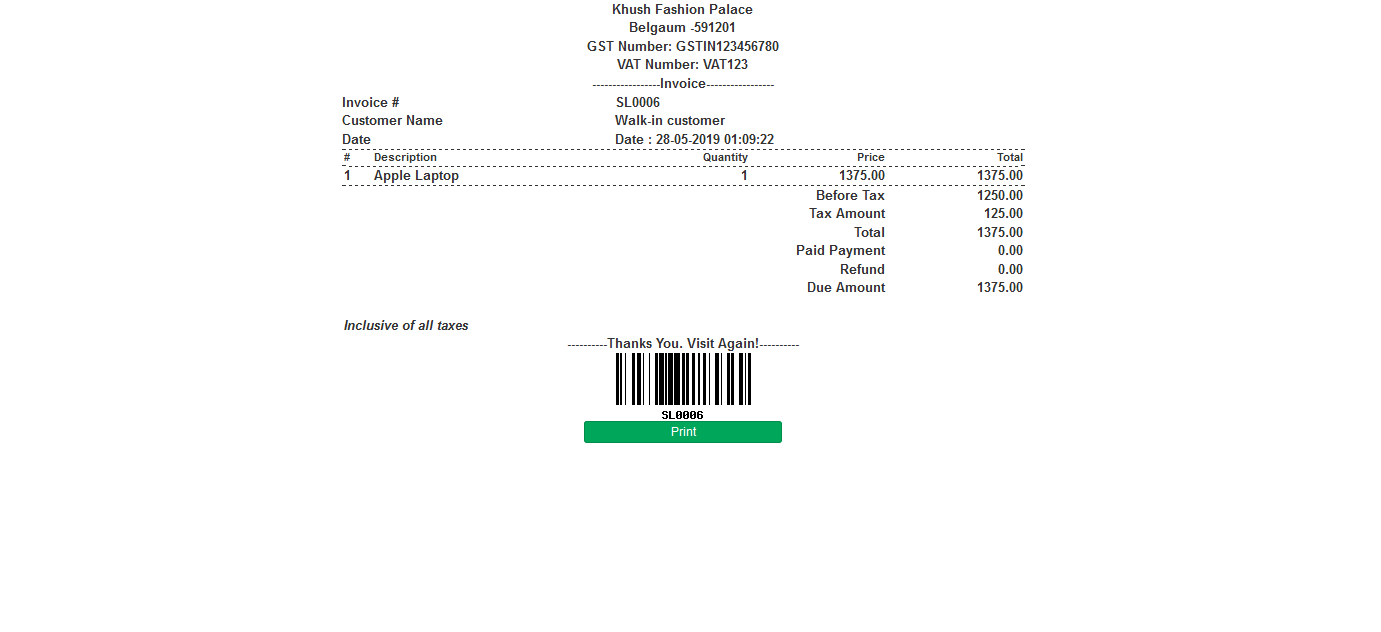 Khush Fashion Palace
Belgaum -591201
GST Number: GSTIN123456780
VAT Number: VAT123
-----------------Invoice-----------------
Invoice # SL0006
Customer Name Walk-in customer
Date Date : 28-05-2019 01:09:22
# Description Quantity Price Total
1 Apple Laptop 1 1375.00 1375.00
Before Tax 1250.00
Tax Amount 125.00
Total 1375.00
Paid Payment 0.00
Refund 0.00
Due Amount 1375.00
Inclusive of all taxes
----------Thanks You. Visit Again!----------
SL0006
Print